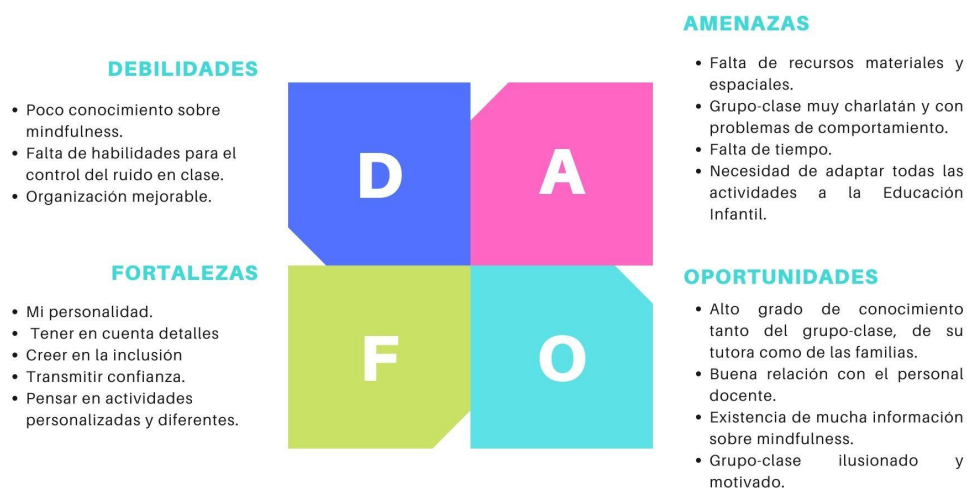 DEBILIDADES
• Poco conocimiento sobre
mindfulness.
• Falta de habilidades para el
control del ruido en clase.
• Organización mejorable.
FORTALEZAS
• Mi personalidad.
• Tener en cuenta detalles
• Creer en la inclusión
• Transmitir confianza.
• Pensar en actividades
personalizadas y diferentes.
D
A
F
O
AMENAZAS
• Falta de recursos materiales y
espaciales.
• Grupo-clase muy charlatán y con
problemas de comportamiento.
• Falta de tiempo.
• Necesidad de adaptar todas las
actividades a la Educación
Infantil.
OPORTUNIDADES
• Alto grado de conocimiento
tanto del grupo-clase, de su
tutora como de las familias.
• Buena relación con el personal
docente.
• Existencia de mucha información
sobre mindfulness.
• Grupo-clase ilusionado y
motivado.